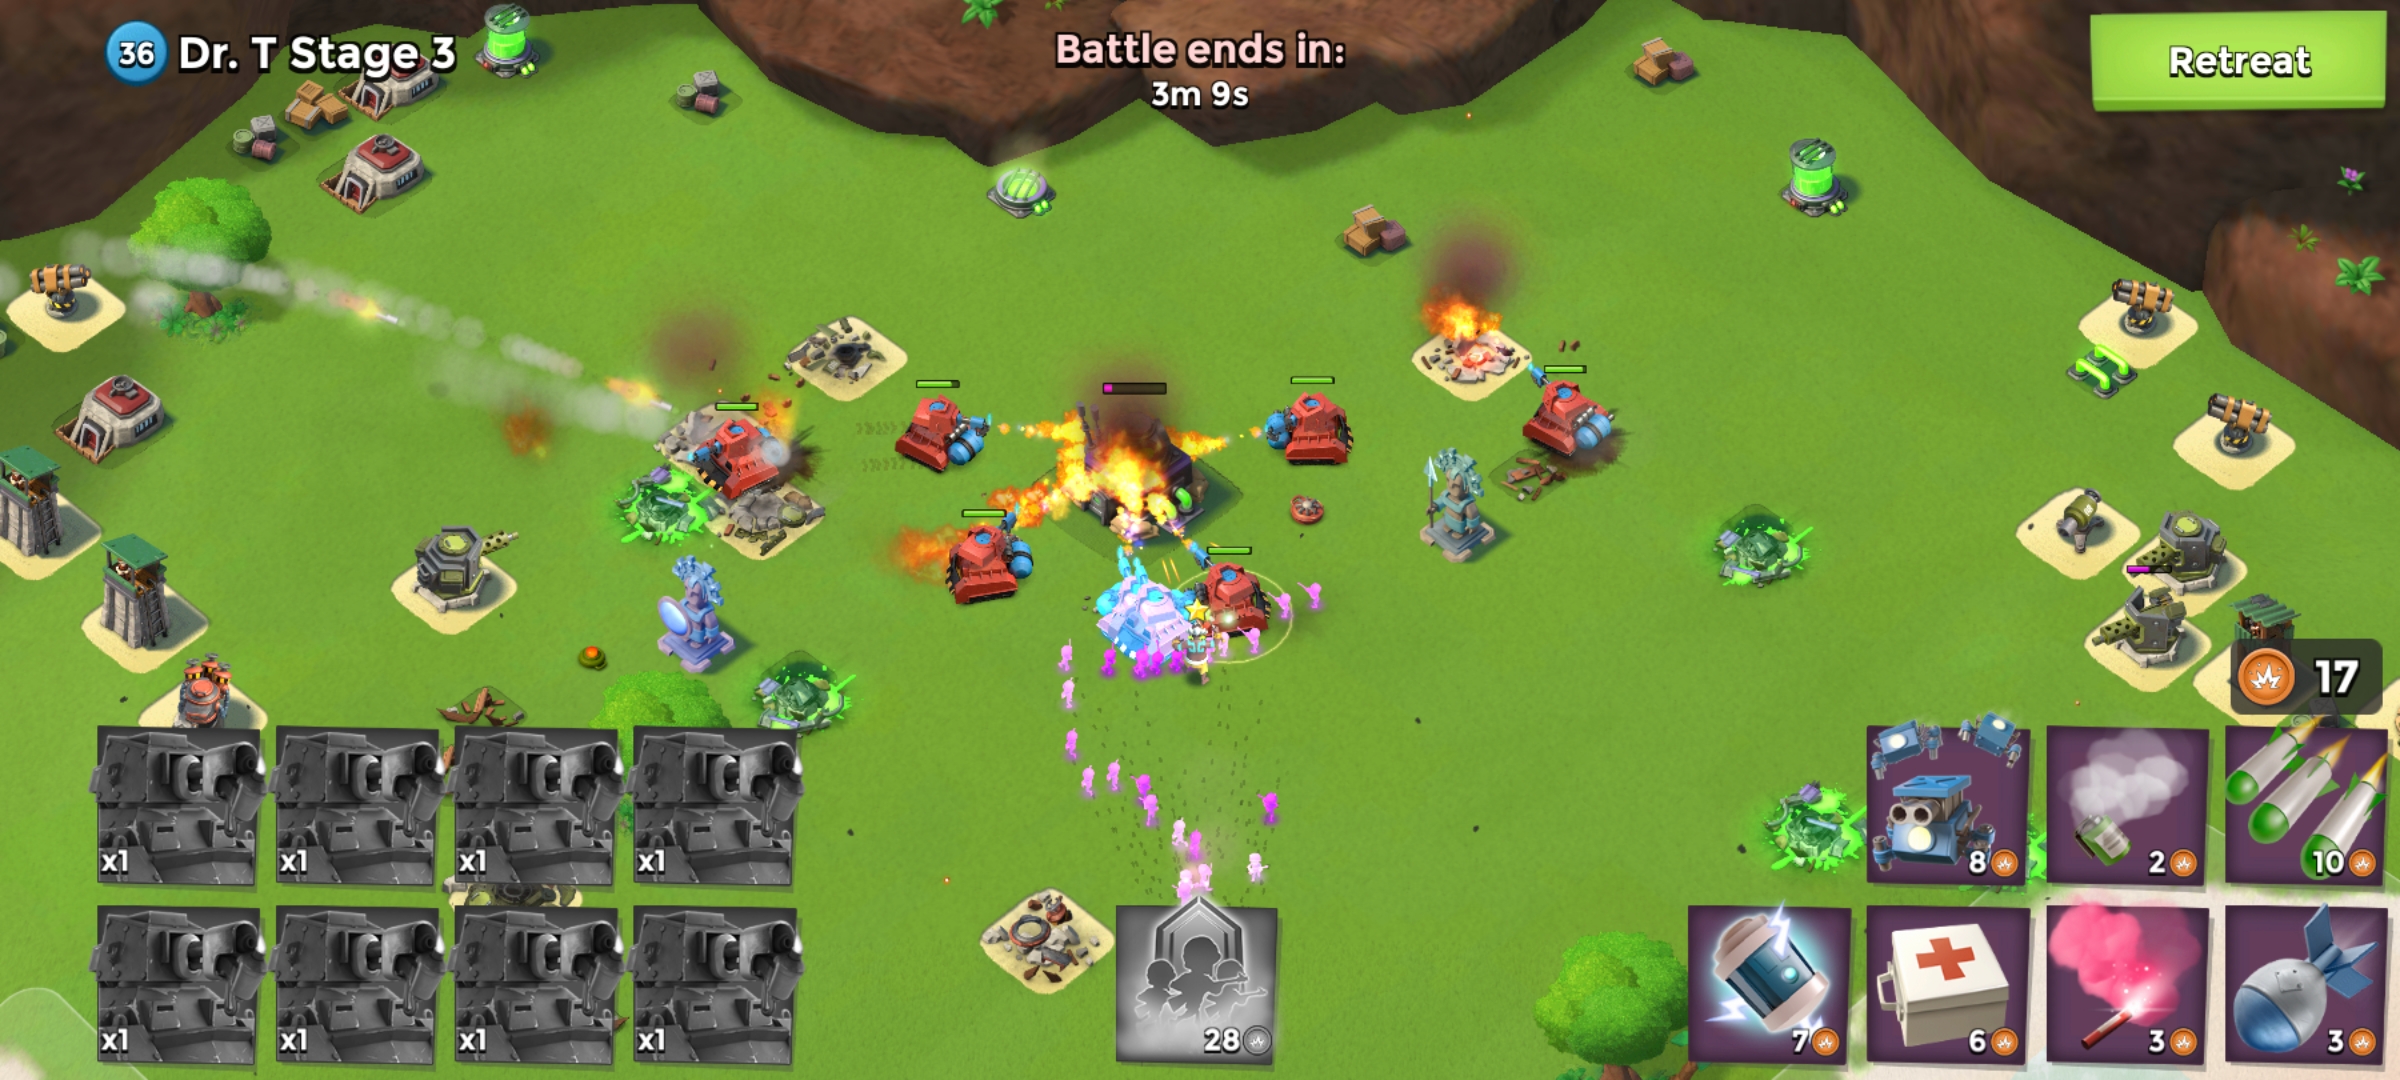 36 Dr. T Stage 3
Battle ends in:
3m 9s
Retreat
17
x1 x1 x1 x1
8 2 10
x1 x1 x1 x1
28
7 6 3 3